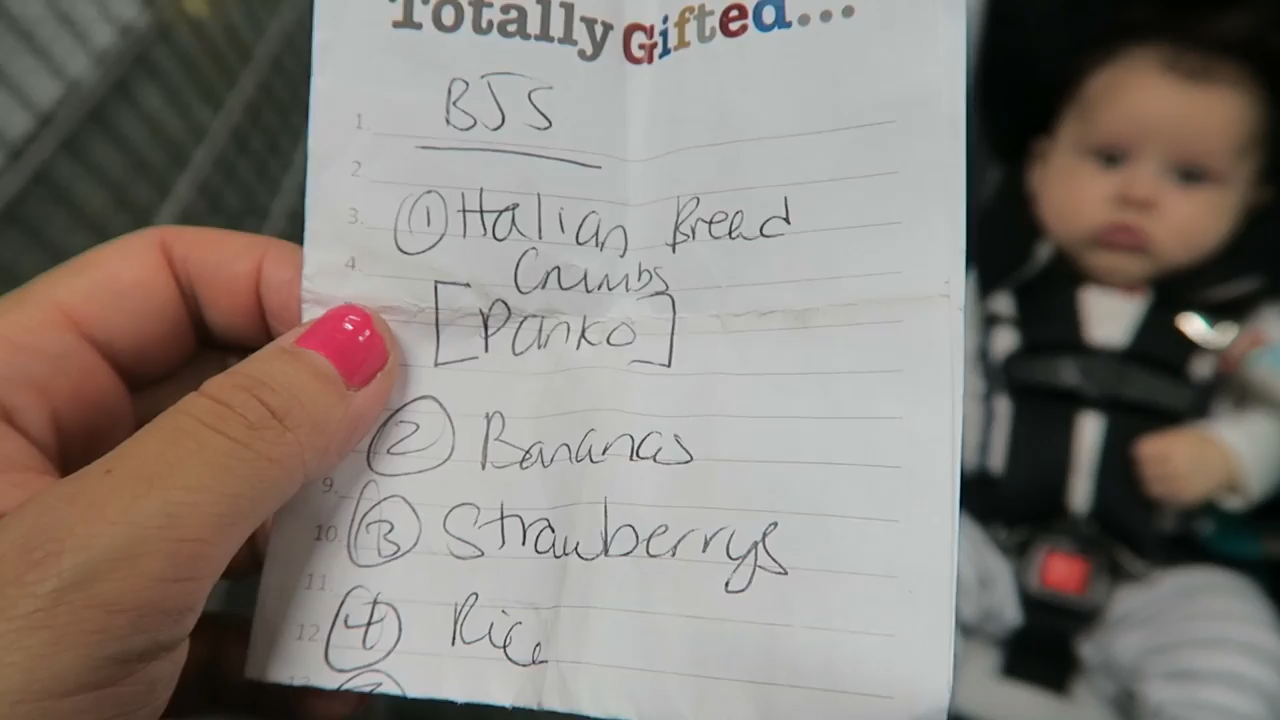 Totally Gifted...
1. BJS
2.
3. ① Italian Bread
4. Crumbs
[Panko]
② Bananas
9.
10. ③ Strawberrys
11
12 ④ Rice